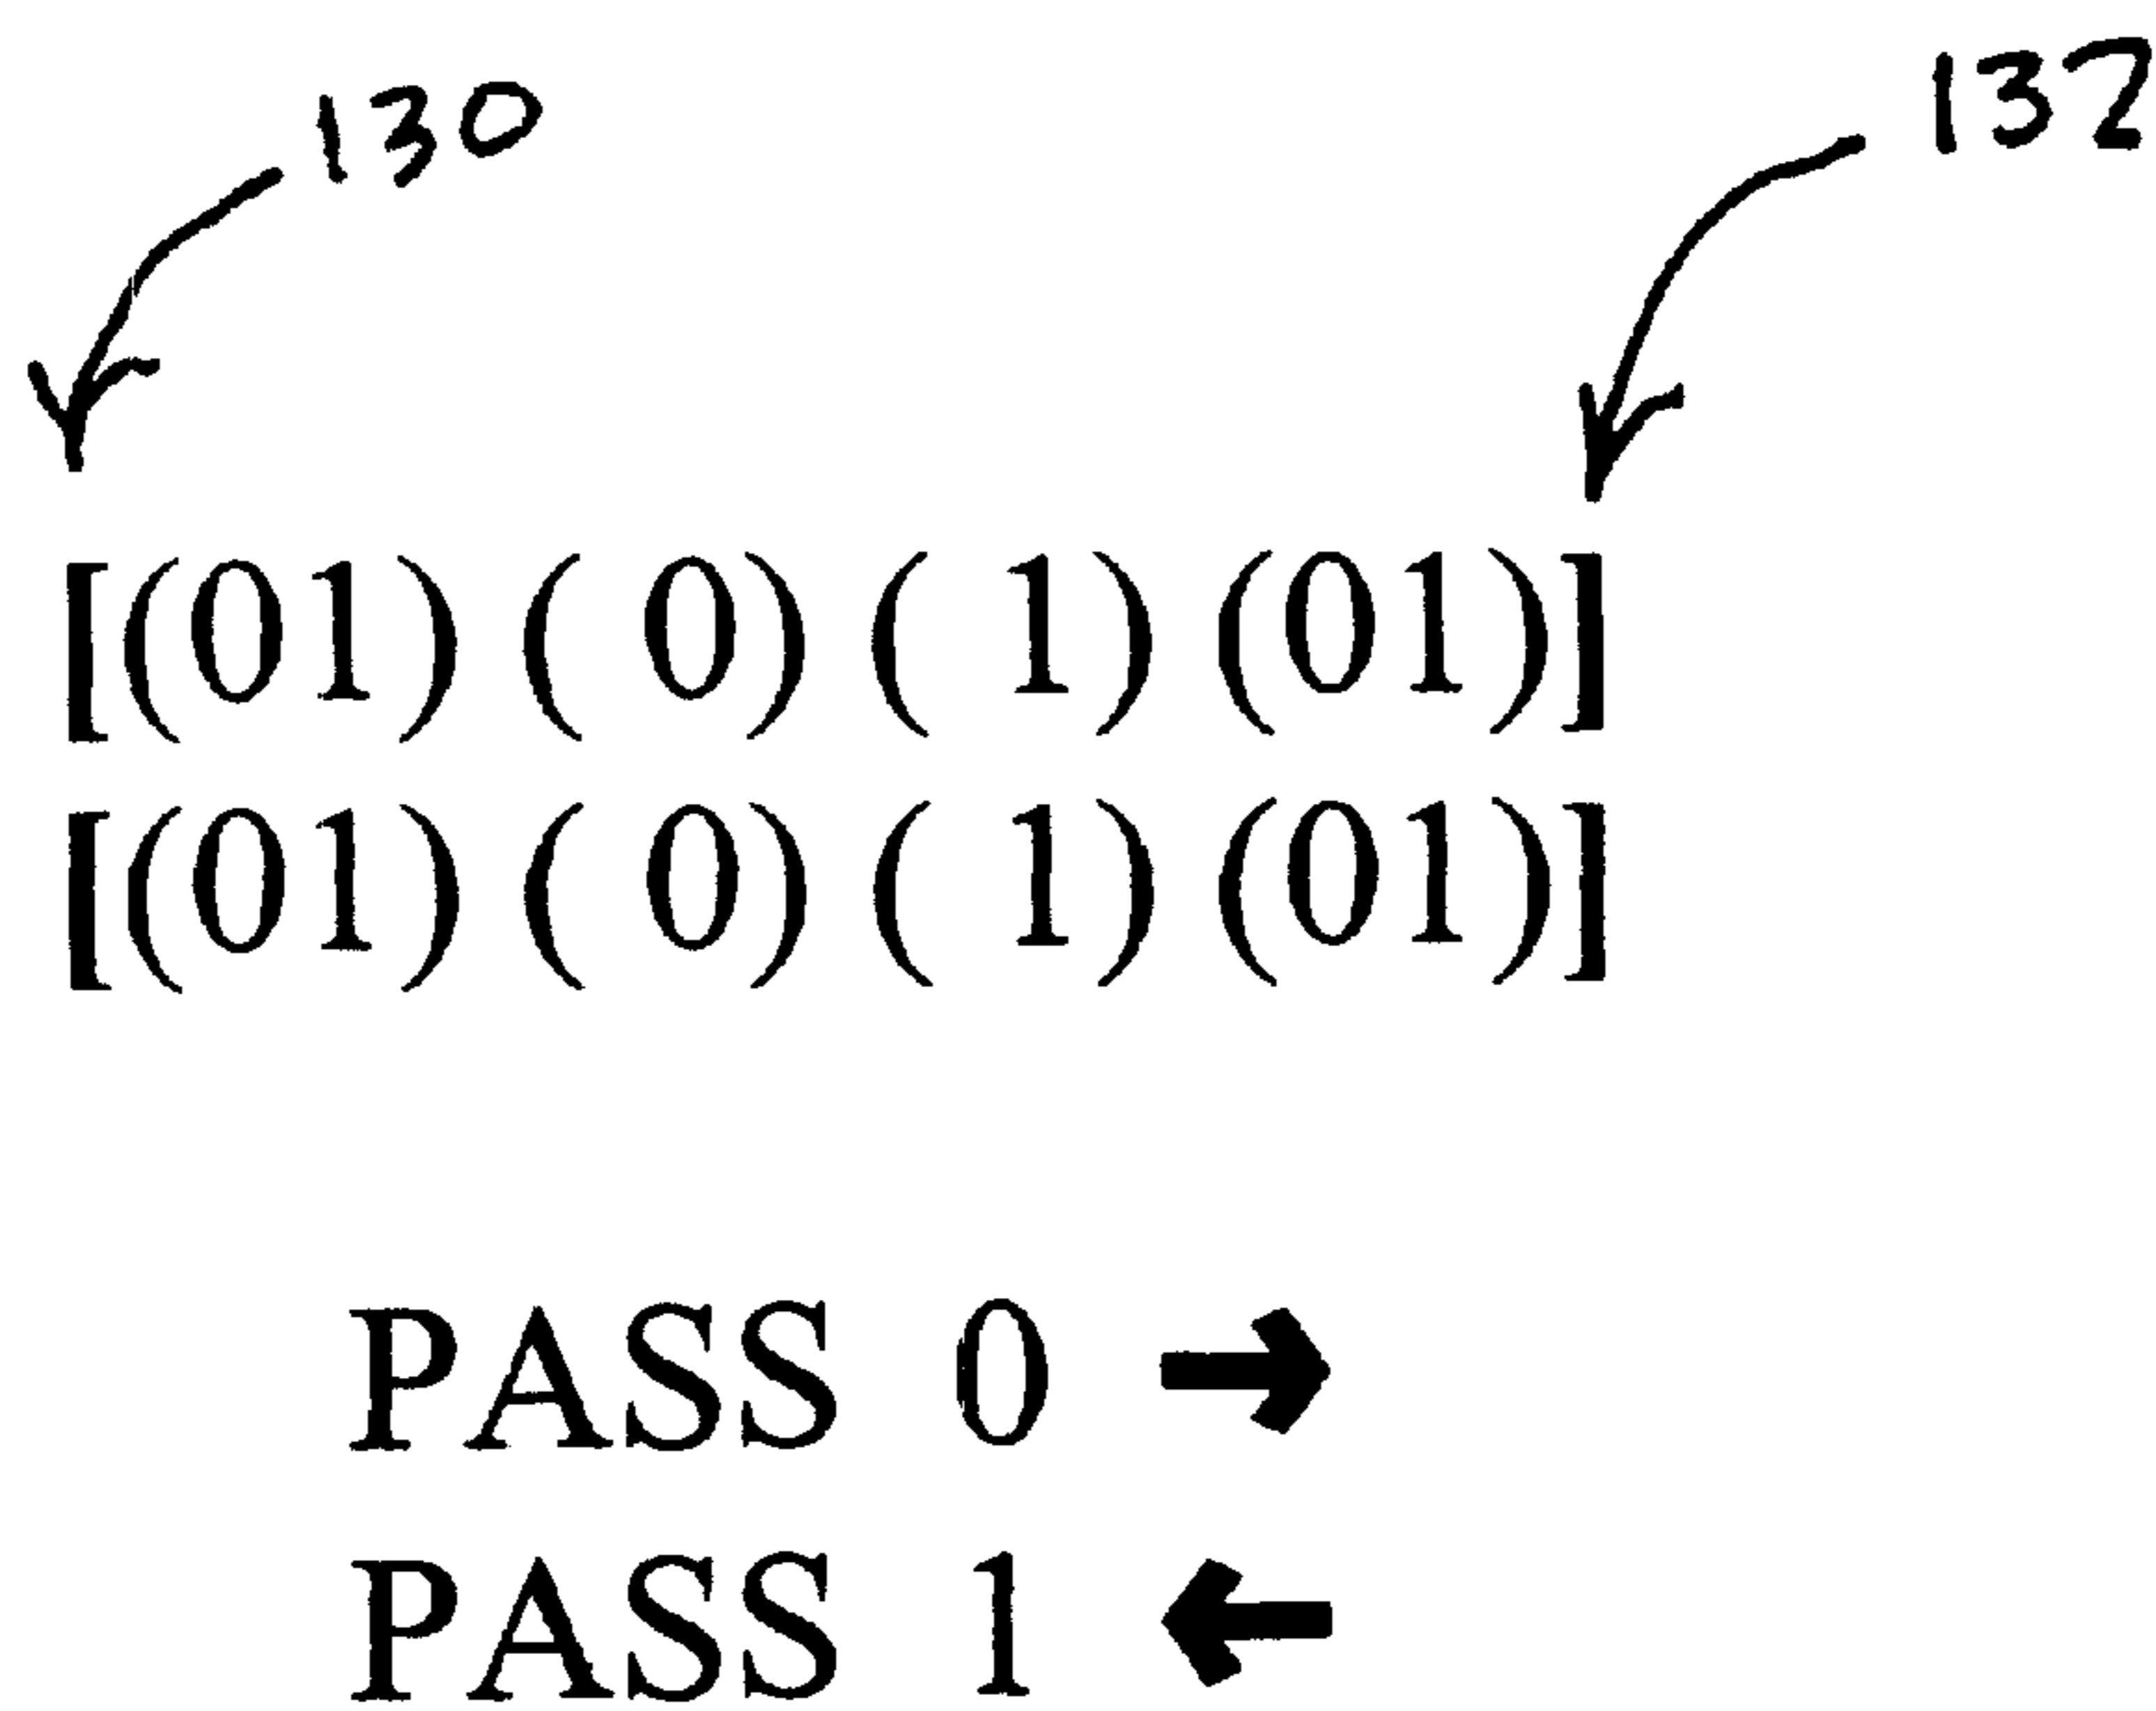 130 132
[(01) ( 0) ( 1) (01)]
[(01) ( 0) ( 1) (01)]
PASS 0 →
PASS 1 ←